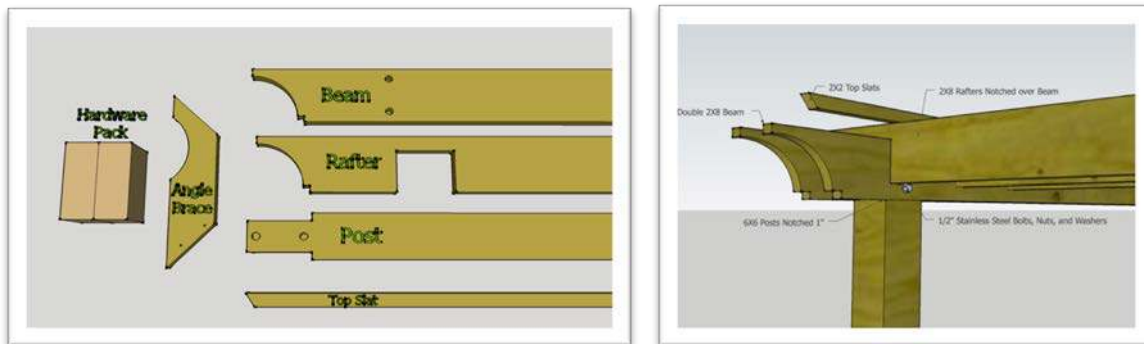 Hardware
Pack
Angle
Brace
Beam
Rafter
Post
Top Slat
2X2 Top Slats
2X8 Rafters Notched over Beam
Double 2X8 Beam
6X6 Posts Notched 1"
1/2" Stainless Steel Bolts, Nuts, and Washers